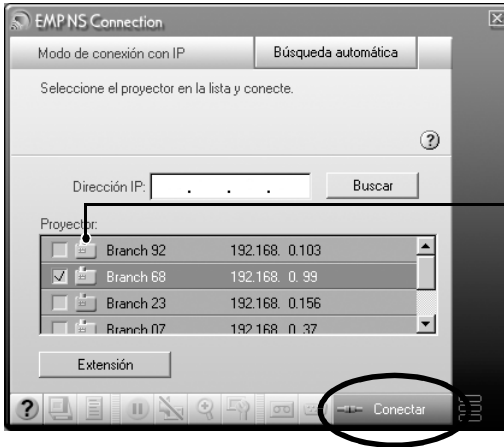 EMP NS Connection
Modo de conexión con IP
Búsqueda automática
Seleccione el proyector en la lista y conecte.
Dirección IP: . . .
Buscar
Proyector:
Branch 92 192.168. 0.103
Branch 68 192.168. 0. 99
Branch 23 192.168. 0.156
Branch 07 192.168. 0. 37
Extensión
Conectar